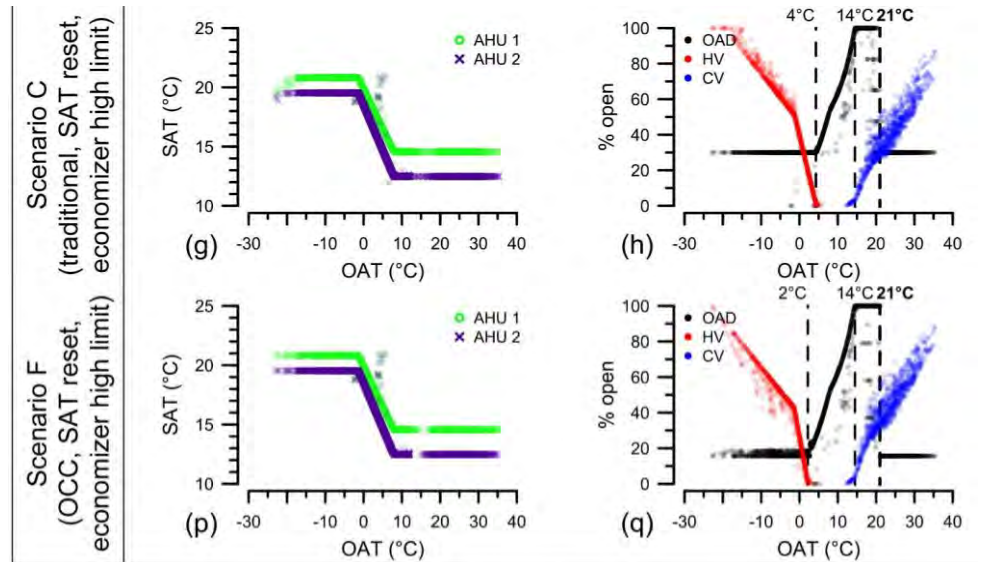 Scenario C
(traditional, SAT reset,
economizer high limit)
25
20
15
10
SAT (°C)
AHU 1
AHU 2
(g)
-30
-10
0
10
20
30
40
OAT (°C)
4°C
14°C
21°C
100
80
60
40
20
0
% open
OAD
HV
CV
(h)
-30
-10
0
10
20
30
40
OAT (°C)
Scenario F
(OCC, SAT reset,
economizer high limit)
25
20
15
10
SAT (°C)
AHU 1
AHU 2
(p)
-30
-10
0
10
20
30
40
OAT (°C)
2°C
14°C
21°C
100
80
60
40
20
0
% open
OAD
HV
CV
(q)
-30
-10
0
10
20
30
40
OAT (°C)